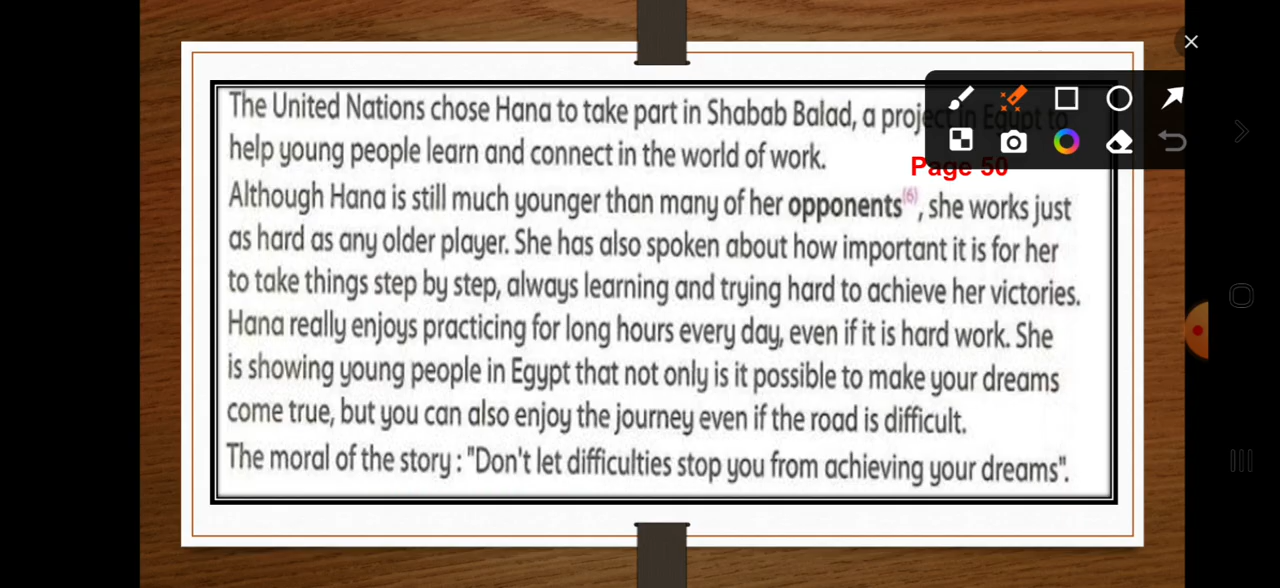 The United Nations chose Hana to take part in Shabab Balad, a project in Egypt to
help young people learn and connect in the world of work.
Page 50
Although Hana is still much younger than many of her opponents(6), she works just
as hard as any older player. She has also spoken about how important it is for her
to take things step by step, always learning and trying hard to achieve her victories.
Hana really enjoys practicing for long hours every day, even if it is hard work. She
is showing young people in Egypt that not only is it possible to make your dreams
come true, but you can also enjoy the journey even if the road is difficult.
The moral of the story : "Don't let difficulties stop you from achieving your dreams".